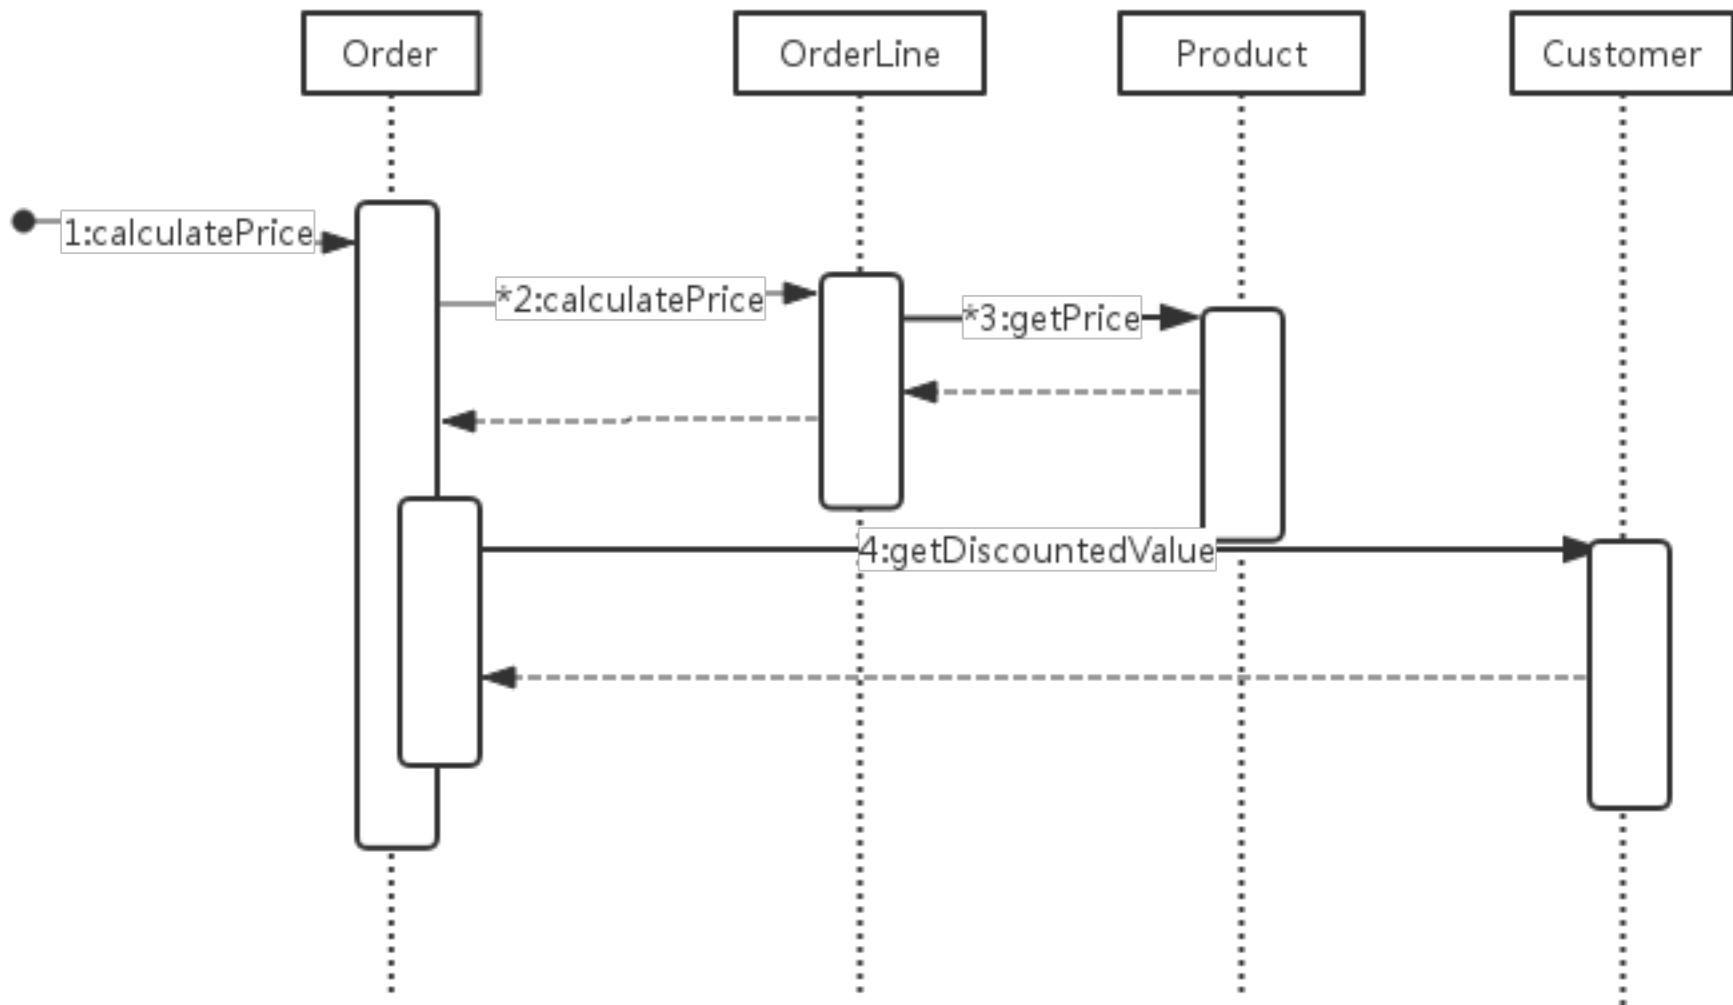 Order
OrderLine
Product
Customer
1:calculatePrice
*2:calculatePrice
*3:getPrice
4:getDiscountedValue